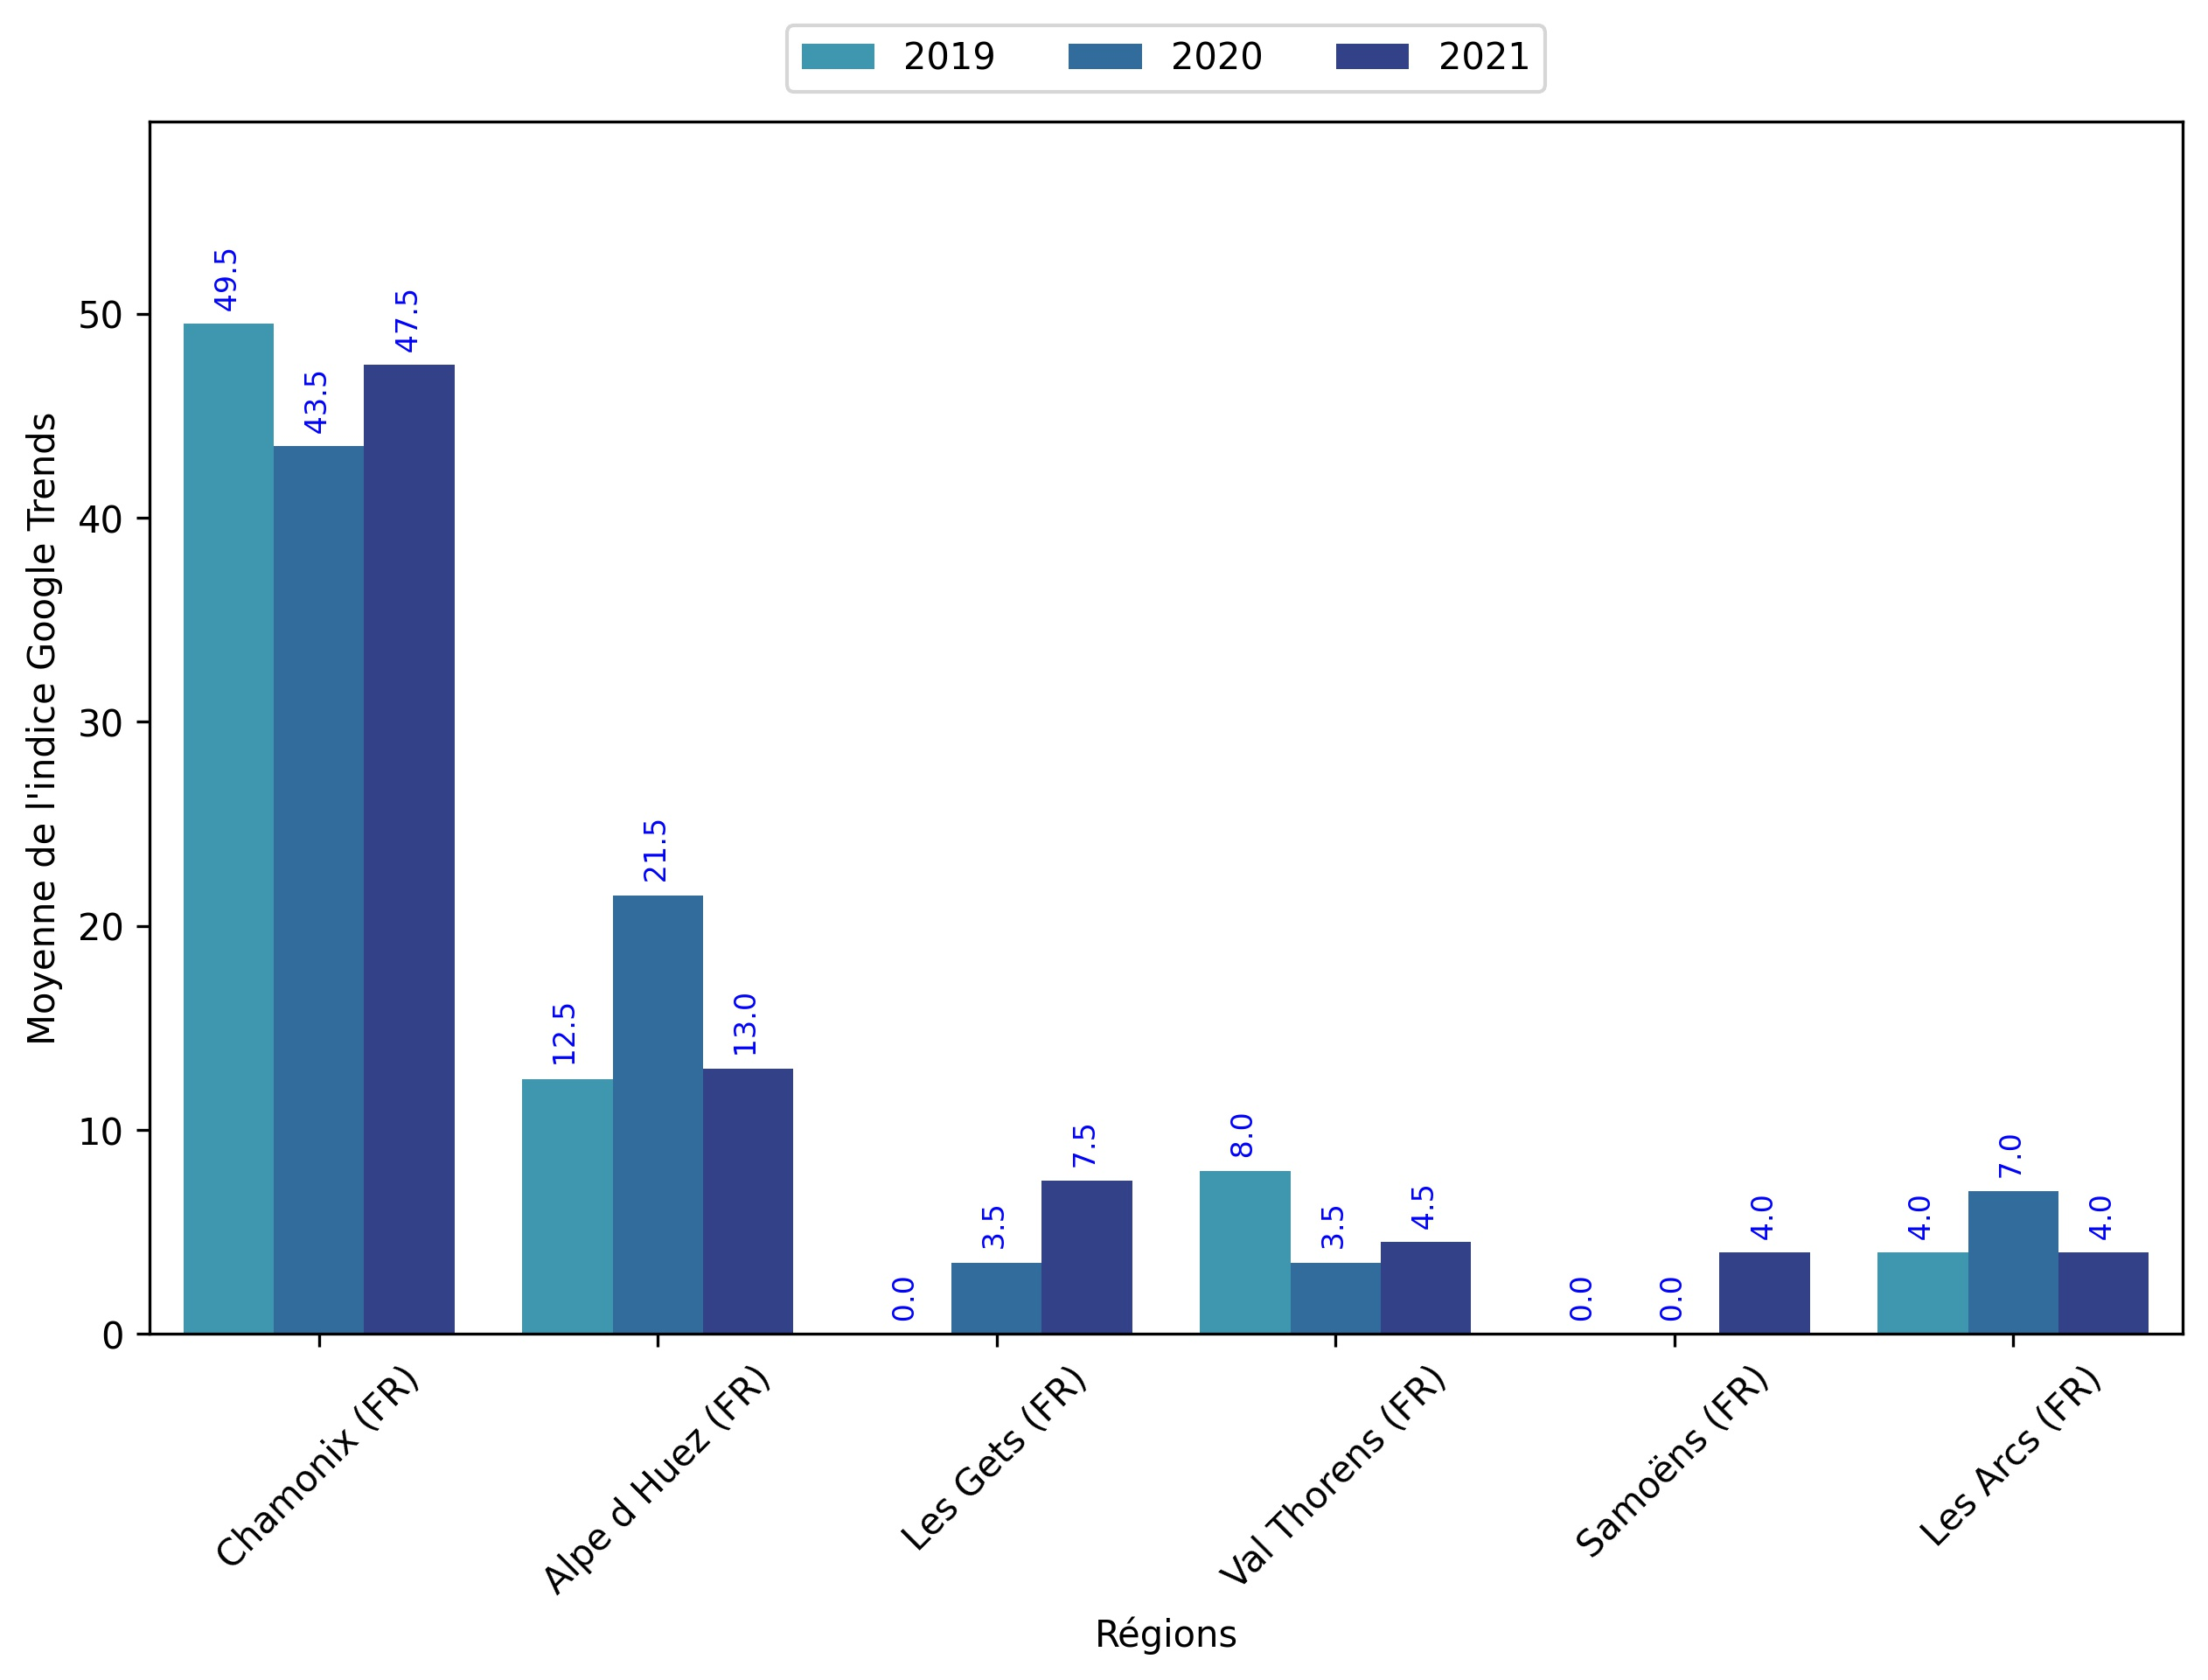 2019 2020 2021
Moyenne de l'indice Google Trends
50
40
30
20
10
0
49.5 43.5 47.5
12.5 21.5 13.0
0.0 3.5 7.5
8.0 3.5 4.5
0.0 0.0 4.0
4.0 7.0 4.0
Chamonix (FR)
Alpe d Huez (FR)
Les Gets (FR)
Val Thorens (FR)
Samoëns (FR)
Les Arcs (FR)
Régions